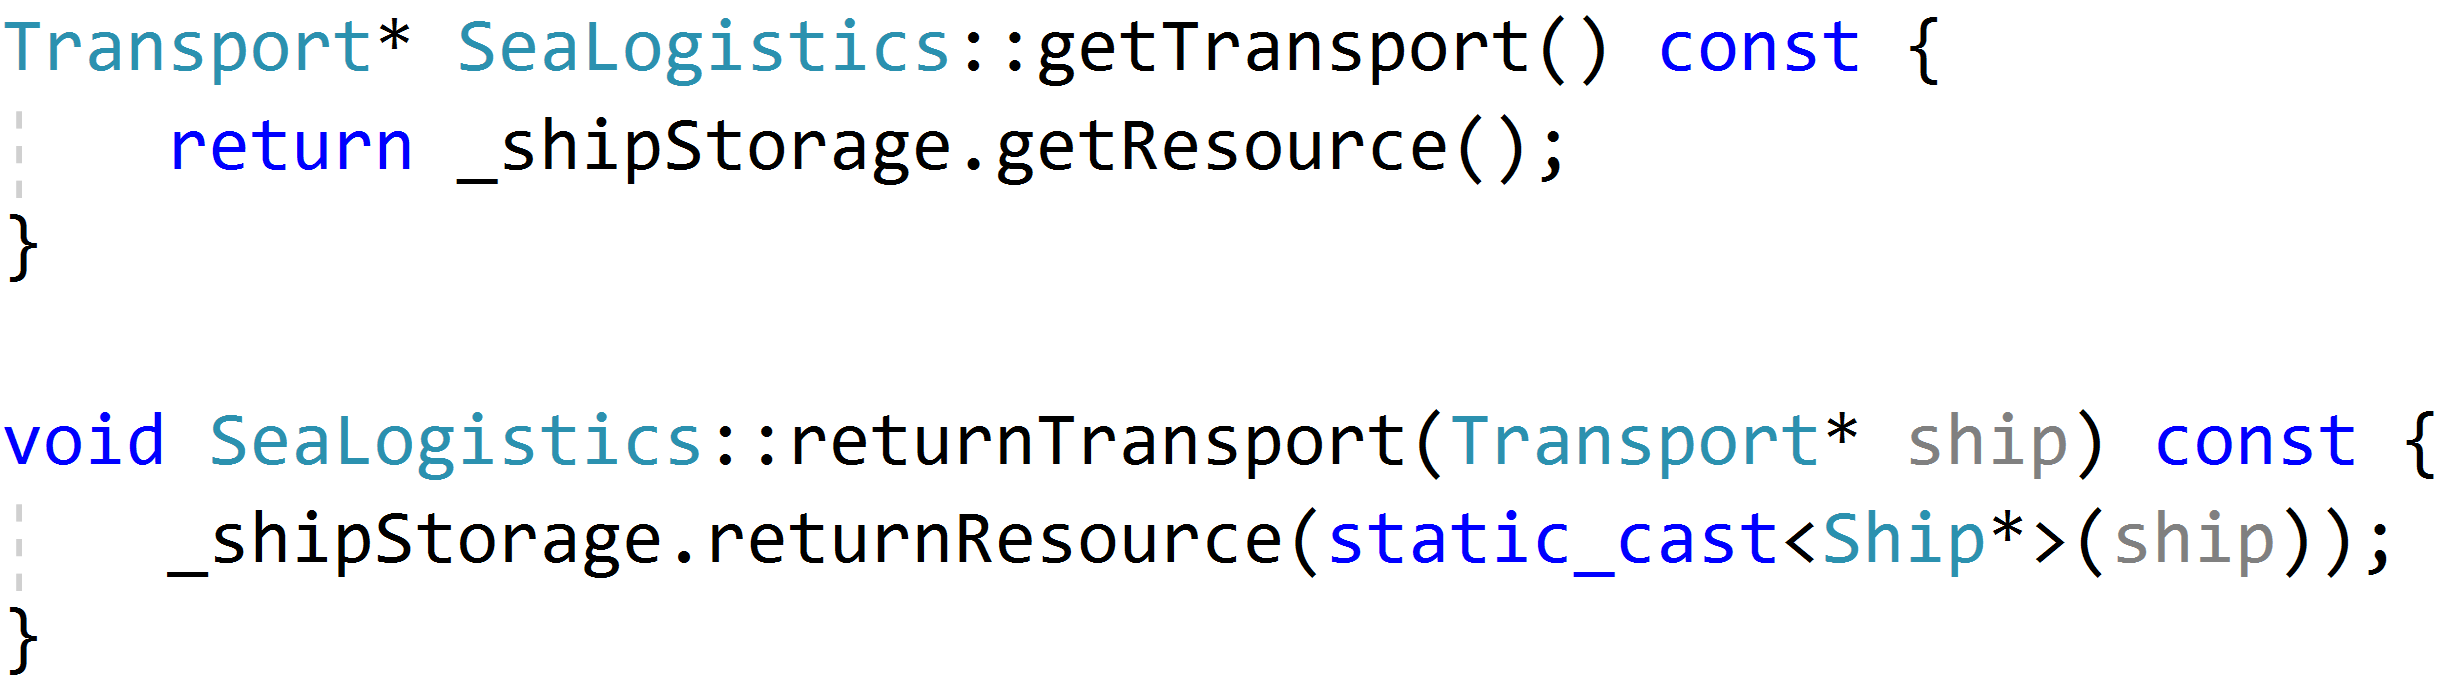 Transport* SeaLogistics::getTransport() const {
    return _shipStorage.getResource();
}

void SeaLogistics::returnTransport(Transport* ship) const {
    _shipStorage.returnResource(static_cast<Ship*>(ship));
}